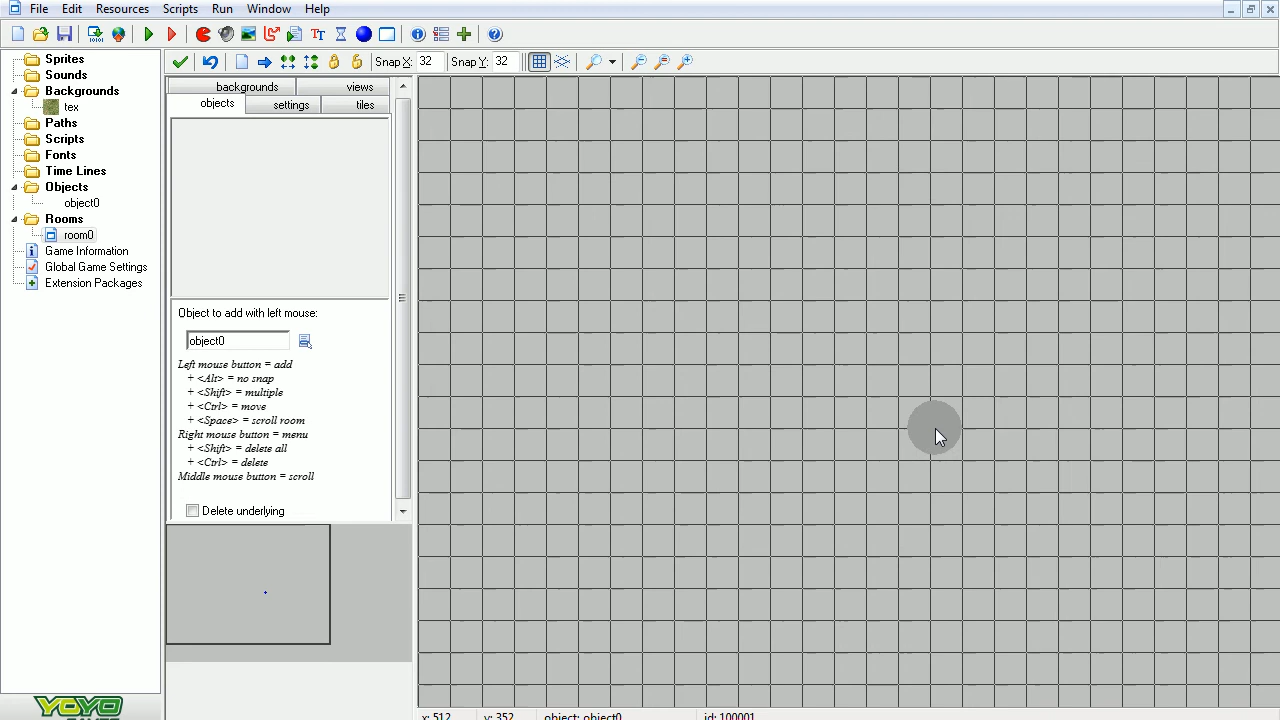 File Edit Resources Scripts Run Window Help
Snap X: 32 Snap Y: 32
Sprites
Sounds
Backgrounds
tex
Paths
Scripts
Fonts
Time Lines
Objects
object0
Rooms
room0
Game Information
Global Game Settings
Extension Packages
backgrounds views
objects settings tiles
Object to add with left mouse:
object0
Left mouse button = add
+ <Alt> = no snap
+ <Shift> = multiple
+ <Ctrl> = move
+ <Space> = scroll room
Right mouse button = menu
+ <Shift> = delete all
+ <Ctrl> = delete
Middle mouse button = scroll
Delete underlying
YOYO
GAMES
x: 512 y: 352 object: object0 id: 100001